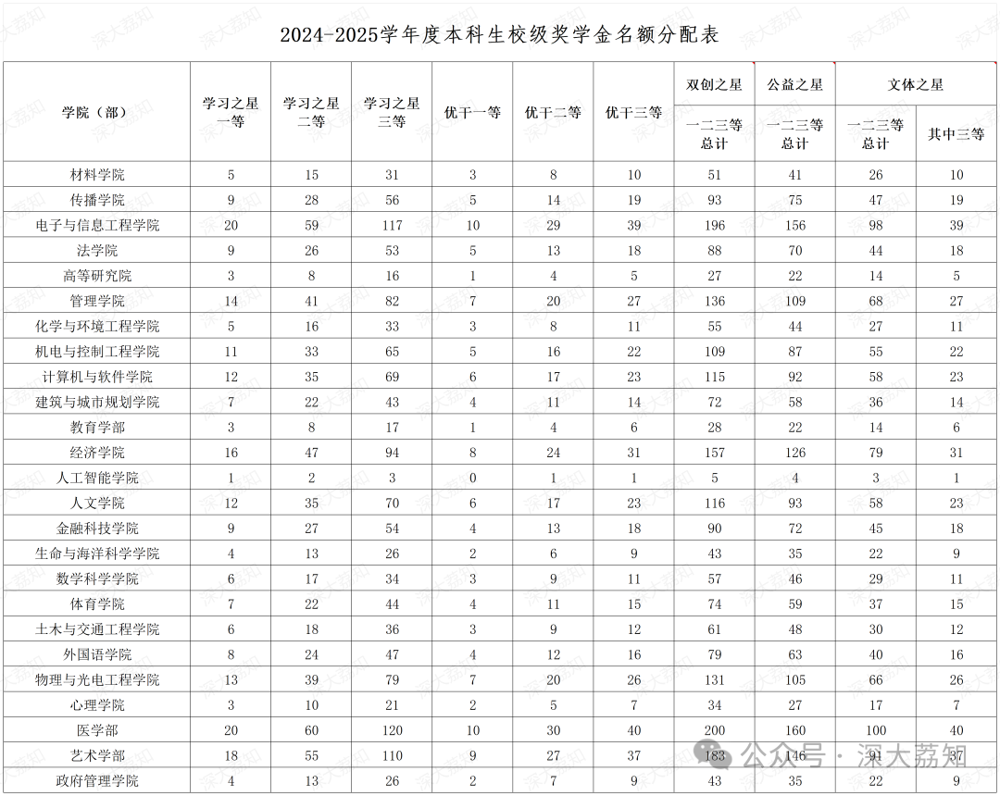 2024-2025学年度本科生校级奖学金名额分配表
学院（部） 学习之星一等 学习之星二等 学习之星三等 优干一等 优干二等 优干三等 双创之星 公益之星 文体之星
一二三等总计 一二三等总计 一二三等总计 其中三等
材料学院 5 15 31 3 8 10 51 41 26 10
传播学院 9 28 56 5 14 19 93 75 47 19
电子与信息工程学院 20 59 117 10 29 39 196 156 98 39
法学院 9 26 53 5 13 18 88 70 44 18
高等研究院 3 8 16 1 4 5 27 22 14 5
管理学院 14 41 82 7 20 27 136 109 68 27
化学与环境工程学院 5 16 33 3 8 11 55 44 27 11
机电与控制工程学院 11 33 65 5 16 22 109 87 55 22
计算机与软件学院 12 35 69 6 17 23 115 92 58 23
建筑与城市规划学院 7 22 43 4 11 14 72 58 36 14
教育学部 3 8 17 1 4 6 28 22 14 6
经济学院 16 47 94 8 24 31 157 126 79 31
人工智能学院 1 2 3 0 1 1 5 4 3 1
人文学院 12 35 70 6 17 23 116 93 58 23
金融科技学院 9 27 54 4 13 18 90 72 45 18
生命与海洋科学学院 4 13 26 2 6 9 43 35 22 9
数学科学学院 6 17 34 3 9 11 57 46 29 11
体育学院 7 22 44 4 11 15 74 59 37 15
土木与交通工程学院 6 18 36 3 9 12 61 48 30 12
外国语学院 8 24 47 4 12 16 79 63 40 16
物理与光电工程学院 13 39 79 7 20 26 131 105 66 26
心理学院 3 10 21 2 5 7 34 27 17 7
医学部 20 60 120 10 30 40 200 160 100 40
艺术学部 18 55 110 9 27 37 183 146 91 37
政府管理学院 4 13 26 2 7 9 43 35 22 9
公众号·深大荔知